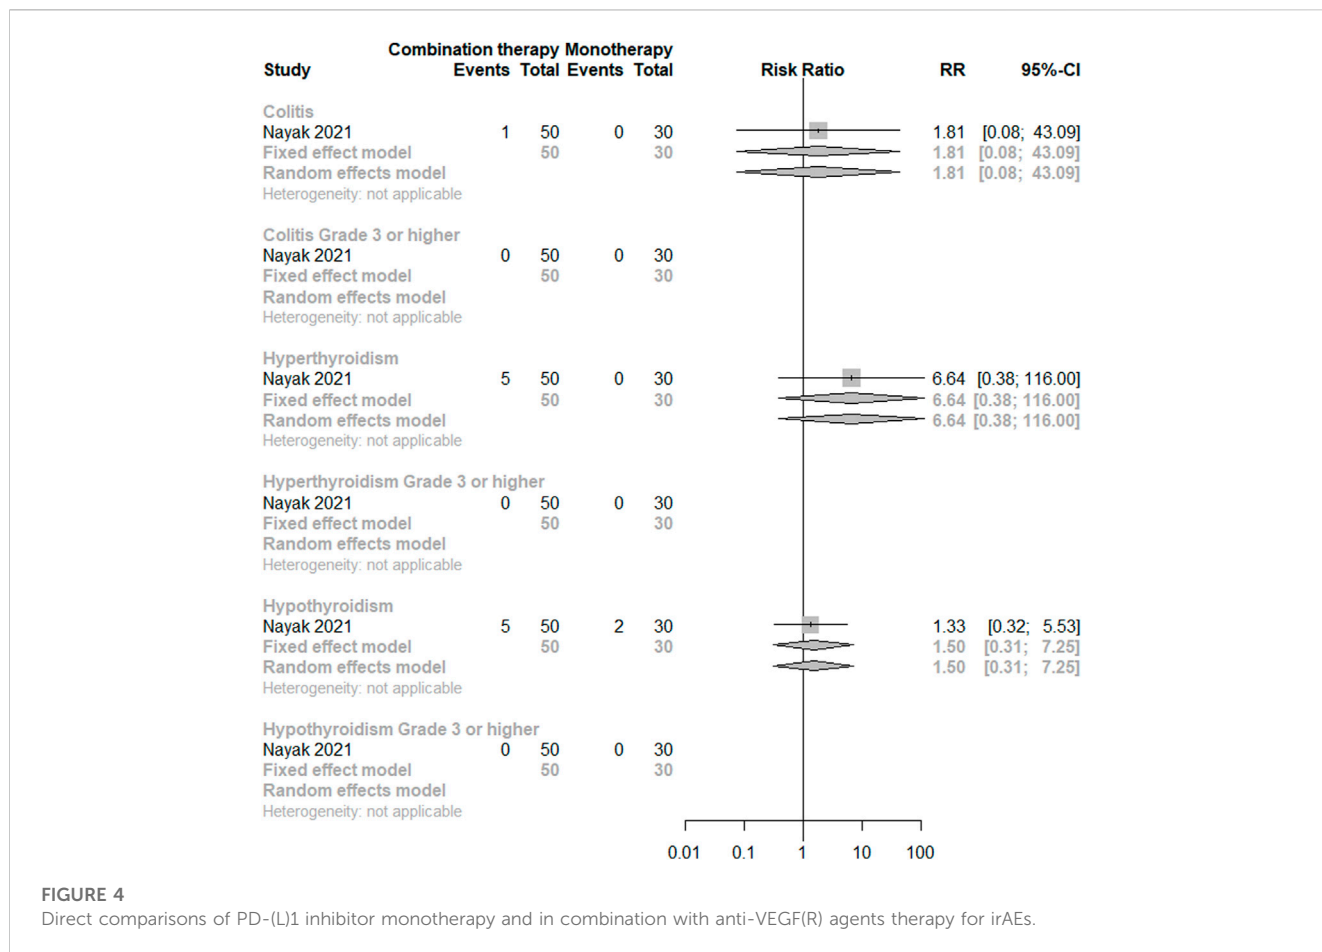 Combination therapy Monotherapy
Study Events Total Events Total Risk Ratio RR 95%-CI
Colitis
Nayak 2021 1 50 0 30 1.81 [0.08; 43.09]
Fixed effect model 50 30 1.81 [0.08; 43.09]
Random effects model 1.81 [0.08; 43.09]
Heterogeneity: not applicable
Colitis Grade 3 or higher
Nayak 2021 0 50 0 30
Fixed effect model 50 30
Random effects model
Heterogeneity: not applicable
Hyperthyroidism
Nayak 2021 5 50 0 30 6.64 [0.38; 116.00]
Fixed effect model 50 30 6.64 [0.38; 116.00]
Random effects model 6.64 [0.38; 116.00]
Heterogeneity: not applicable
Hyperthyroidism Grade 3 or higher
Nayak 2021 0 50 0 30
Fixed effect model 50 30
Random effects model
Heterogeneity: not applicable
Hypothyroidism
Nayak 2021 5 50 2 30 1.33 [0.32; 5.53]
Fixed effect model 50 30 1.50 [0.31; 7.25]
Random effects model 1.50 [0.31; 7.25]
Heterogeneity: not applicable
Hypothyroidism Grade 3 or higher
Nayak 2021 0 50 0 30
Fixed effect model 50 30
Random effects model
Heterogeneity: not applicable
0.01 0.1 1 10 100
FIGURE 4
Direct comparisons of PD-(L)1 inhibitor monotherapy and in combination with anti-VEGF(R) agents therapy for irAEs.